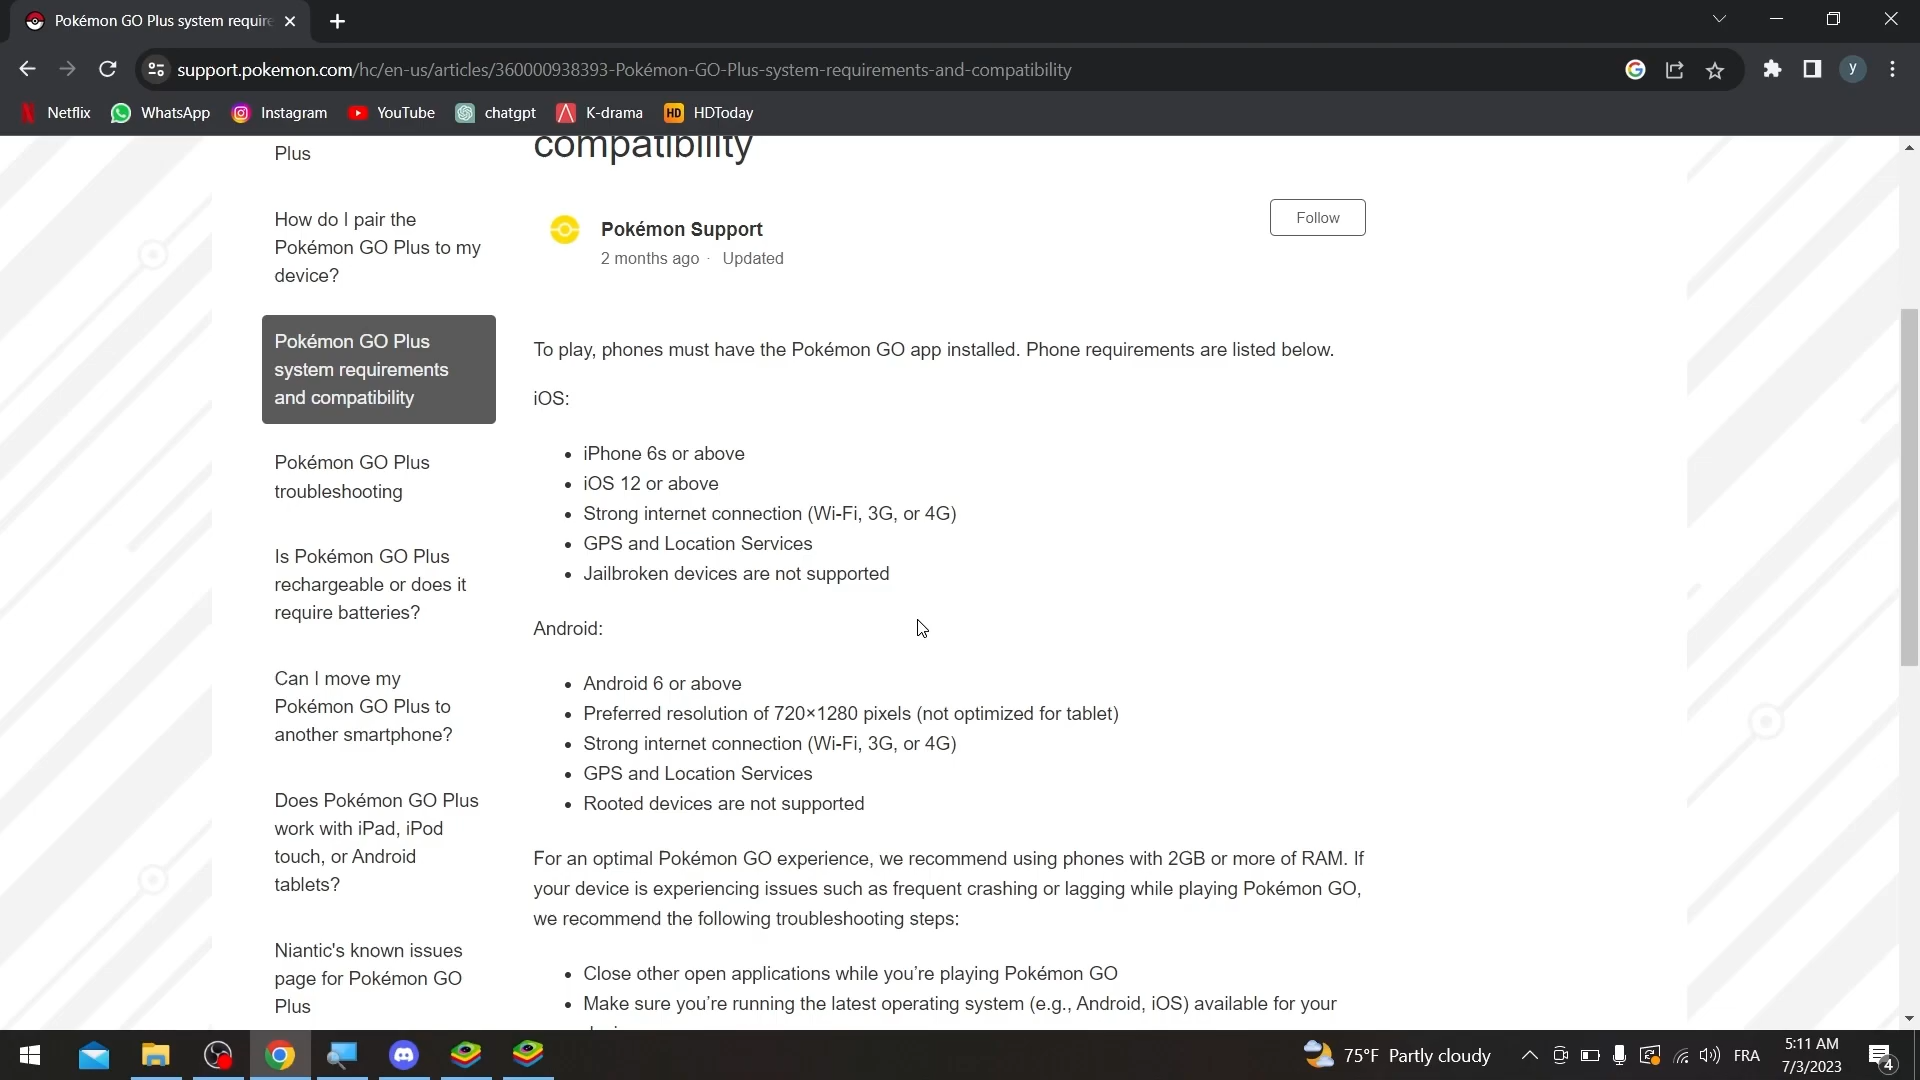 Pokémon GO Plus system require
support.pokemon.com/hc/en-us/articles/360000938393-Pokémon-GO-Plus-system-requirements-and-compatibility
y
Netflix
WhatsApp
Instagram
YouTube
chatgpt
K-drama
HD
HDToday
Plus
How do I pair the
Pokémon GO Plus to my
device?
Pokémon GO Plus
system requirements
and compatibility
Pokémon GO Plus
troubleshooting
Is Pokémon GO Plus
rechargeable or does it
require batteries?
Can I move my
Pokémon GO Plus to
another smartphone?
Does Pokémon GO Plus
work with iPad, iPod
touch, or Android
tablets?
Niantic's known issues
page for Pokémon GO
Plus
compatibility
Pokémon Support
2 months ago · Updated
Follow
To play, phones must have the Pokémon GO app installed. Phone requirements are listed below.
iOS:
• iPhone 6s or above
• iOS 12 or above
• Strong internet connection (Wi-Fi, 3G, or 4G)
• GPS and Location Services
• Jailbroken devices are not supported
Android:
• Android 6 or above
• Preferred resolution of 720×1280 pixels (not optimized for tablet)
• Strong internet connection (Wi-Fi, 3G, or 4G)
• GPS and Location Services
• Rooted devices are not supported
For an optimal Pokémon GO experience, we recommend using phones with 2GB or more of RAM. If
your device is experiencing issues such as frequent crashing or lagging while playing Pokémon GO,
we recommend the following troubleshooting steps:
• Close other open applications while you’re playing Pokémon GO
• Make sure you’re running the latest operating system (e.g., Android, iOS) available for your
75°F Partly cloudy
FRA
5:11 AM
7/3/2023
4